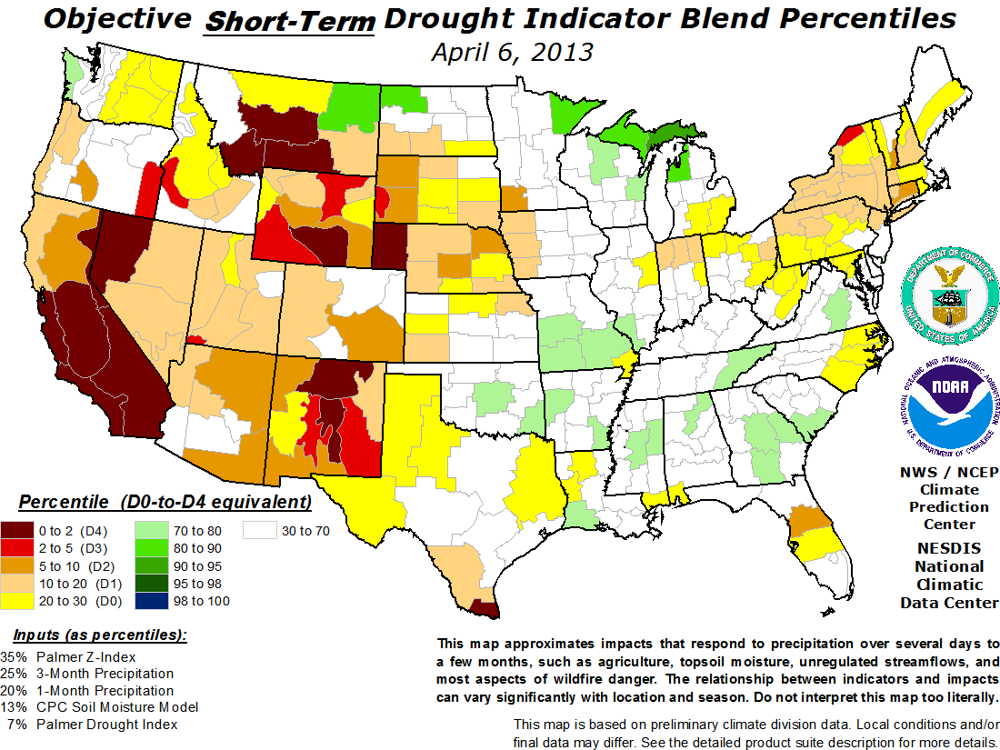 Objective Short-Term Drought Indicator Blend Percentiles
April 6, 2013
DEPARTMENT OF COMMERCE
UNITED STATES OF AMERICA
NATIONAL OCEANIC AND ATMOSPHERIC ADMINISTRATION
NOAA
U.S. DEPARTMENT OF COMMERCE
NWS / NCEP
Climate
Prediction
Center
NESDIS
National
Climatic
Data Center
Percentile (D0-to-D4 equivalent)
0 to 2 (D4)
2 to 5 (D3)
5 to 10 (D2)
10 to 20 (D1)
20 to 30 (D0)
70 to 80
80 to 90
90 to 95
95 to 98
98 to 100
30 to 70
Inputs (as percentiles):
35% Palmer Z-Index
25% 3-Month Precipitation
20% 1-Month Precipitation
13% CPC Soil Moisture Model
7% Palmer Drought Index
This map approximates impacts that respond to precipitation over several days to
a few months, such as agriculture, topsoil moisture, unregulated streamflows, and
most aspects of wildfire danger. The relationship between indicators and impacts
can vary significantly with location and season. Do not interpret this map too literally.
This map is based on preliminary climate division data. Local conditions and/or
final data may differ. See the detailed product suite description for more details.